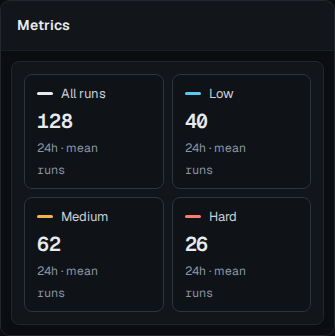 Metrics
All runs
128
24h · mean
runs
Low
40
24h · mean
runs
Medium
62
24h · mean
runs
Hard
26
24h · mean
runs